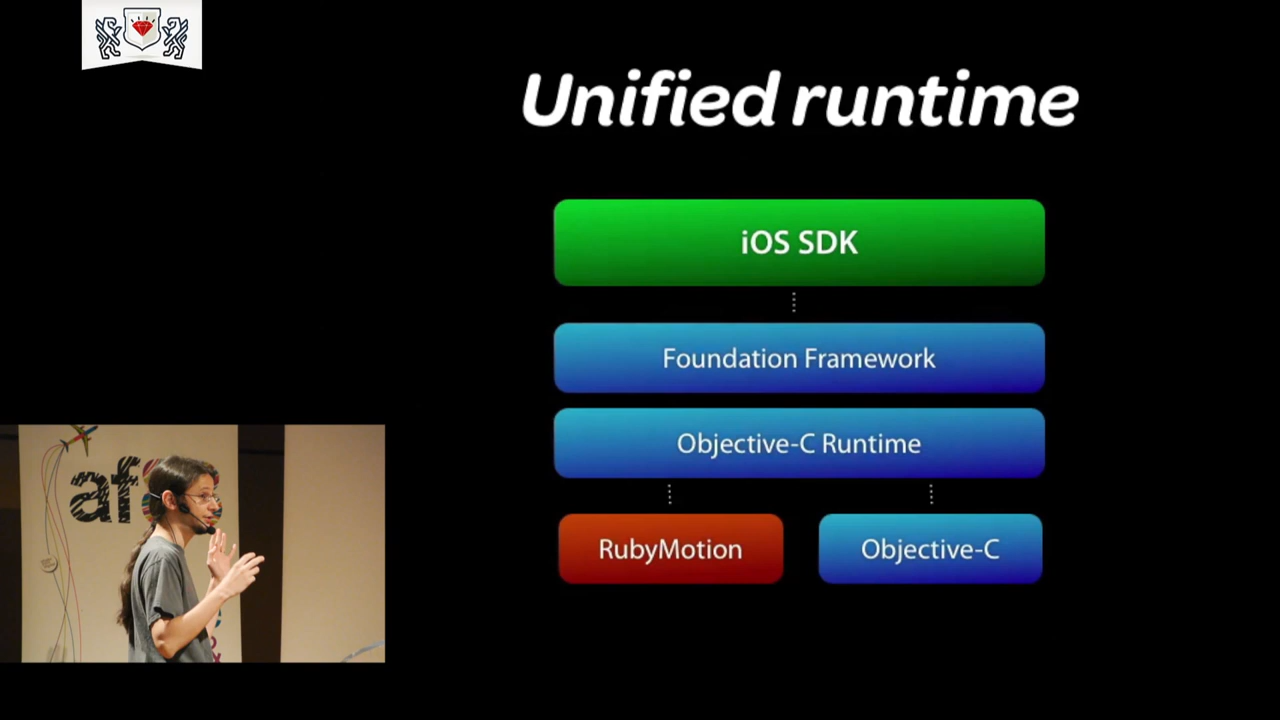 Unified runtime
iOS SDK
Foundation Framework
Objective-C Runtime
RubyMotion
Objective-C